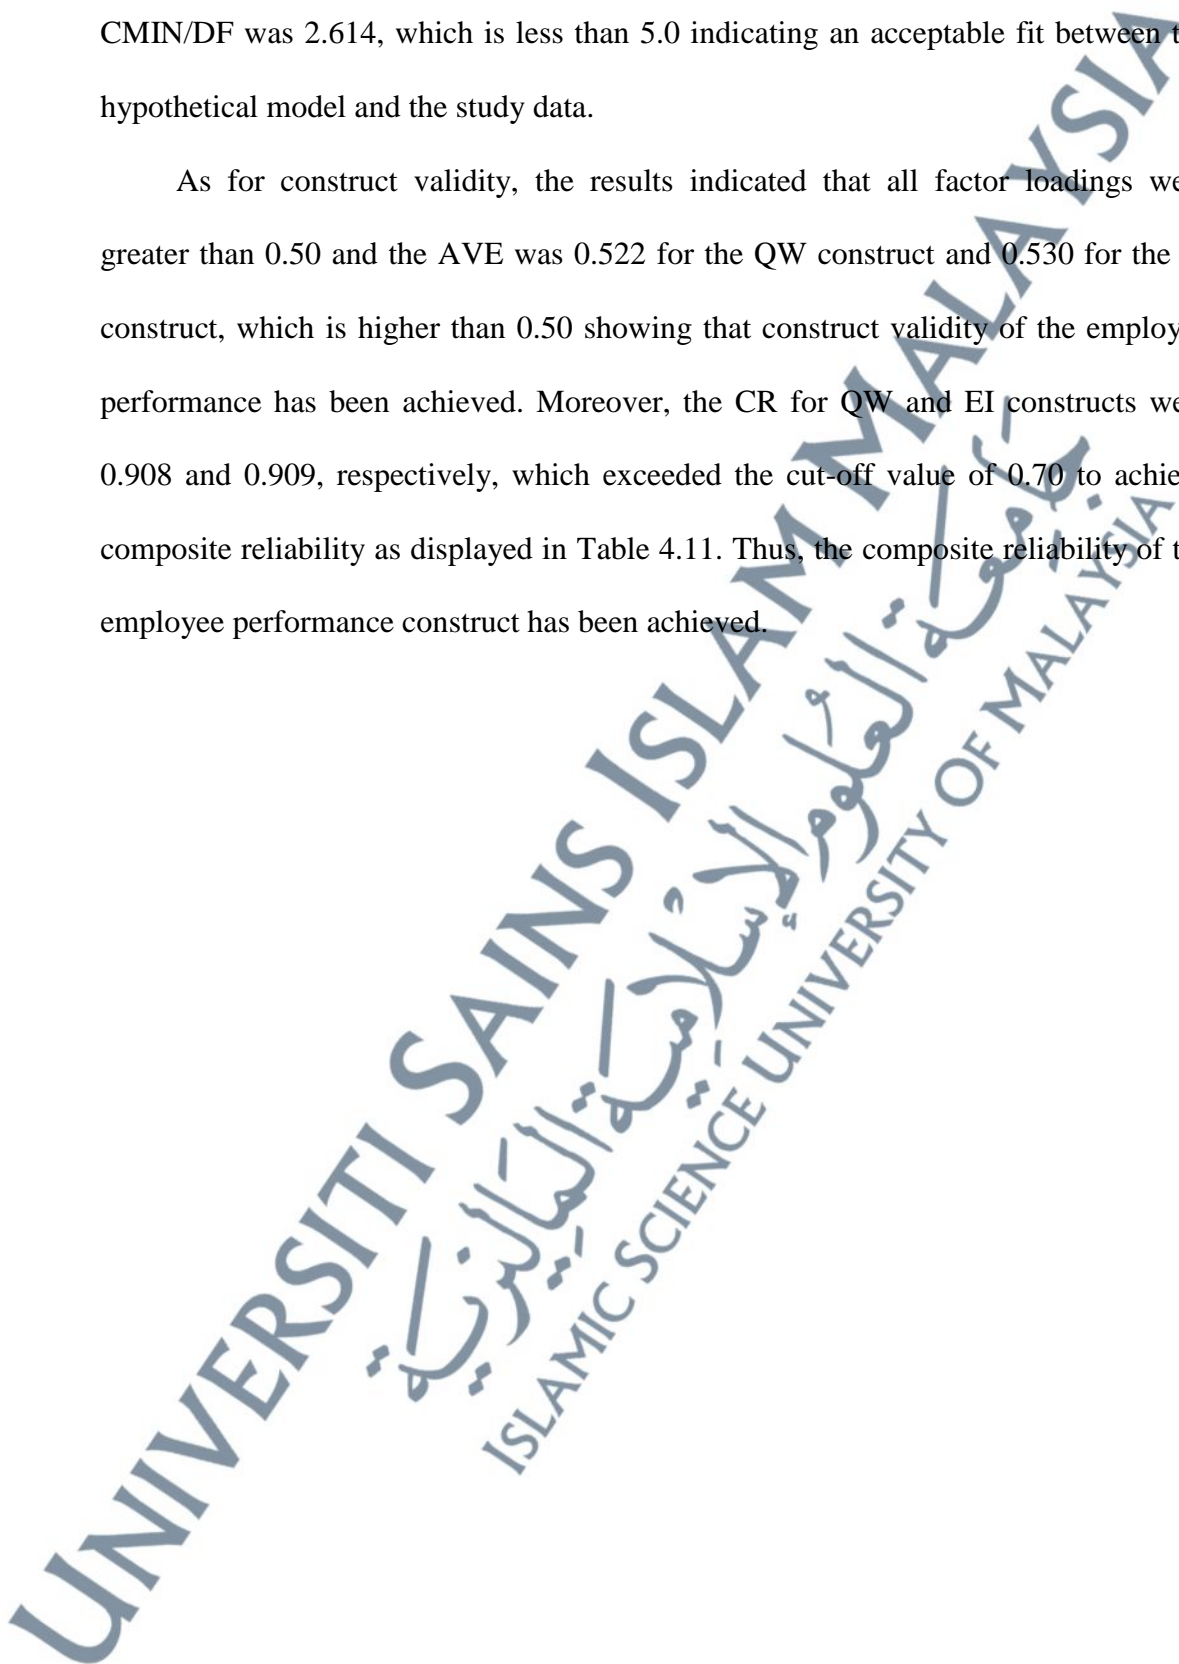 CMIN/DF was 2.614, which is less than 5.0 indicating an acceptable fit between
hypothetical model and the study data.
As for construct validity, the results indicated that all factor loadings
greater than 0.50 and the AVE was 0.522 for the QW construct and 0.530 for the
construct, which is higher than 0.50 showing that construct validity of the
performance has been achieved. Moreover, the CR for QW and EI constructs
0.908 and 0.909, respectively, which exceeded the cut-off value of 0.70 to
composite reliability as displayed in Table 4.11. Thus, the composite reliability of
employee performance construct has been achieved.
UNIVERSITI SAINS ISLAM MALAYSIA
جامعة العلوم الإسلامية الماليزية
ISLAMIC SCIENCE UNIVERSITY OF MALAYSIA